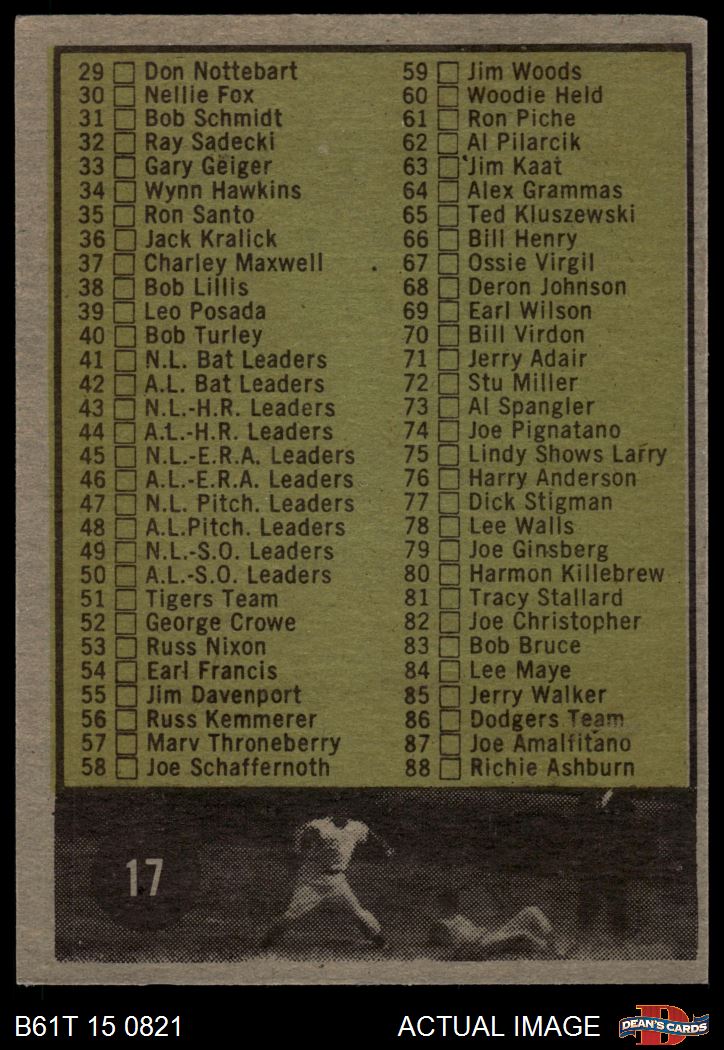 29 Don Nottebart
30 Nellie Fox
31 Bob Schmidt
32 Ray Sadecki
33 Gary Geiger
34 Wynn Hawkins
35 Ron Santo
36 Jack Kralick
37 Charley Maxwell
38 Bob Lillis
39 Leo Posada
40 Bob Turley
41 N.L. Bat Leaders
42 A.L. Bat Leaders
43 N.L.-H.R. Leaders
44 A.L.-H.R. Leaders
45 N.L.-E.R.A. Leaders
46 A.L.-E.R.A. Leaders
47 N.L. Pitch. Leaders
48 A.L.Pitch. Leaders
49 N.L.-S.O. Leaders
50 A.L.-S.O. Leaders
51 Tigers Team
52 George Crowe
53 Russ Nixon
54 Earl Francis
55 Jim Davenport
56 Russ Kemmerer
57 Marv Throneberry
58 Joe Schaffernoth
59 Jim Woods
60 Woodie Held
61 Ron Piche
62 Al Pilarcik
63 Jim Kaat
64 Alex Grammas
65 Ted Kluszewski
66 Bill Henry
67 Ossie Virgil
68 Deron Johnson
69 Earl Wilson
70 Bill Virdon
71 Jerry Adair
72 Stu Miller
73 Al Spangler
74 Joe Pignatano
75 Lindy Shows Larry
76 Harry Anderson
77 Dick Stigman
78 Lee Walls
79 Joe Ginsberg
80 Harmon Killebrew
81 Tracy Stallard
82 Joe Christopher
83 Bob Bruce
84 Lee Maye
85 Jerry Walker
86 Dodgers Team
87 Joe Amalfitano
88 Richie Ashburn
17
B61T 15 0821
ACTUAL IMAGE
D
DEAN'S CARDS